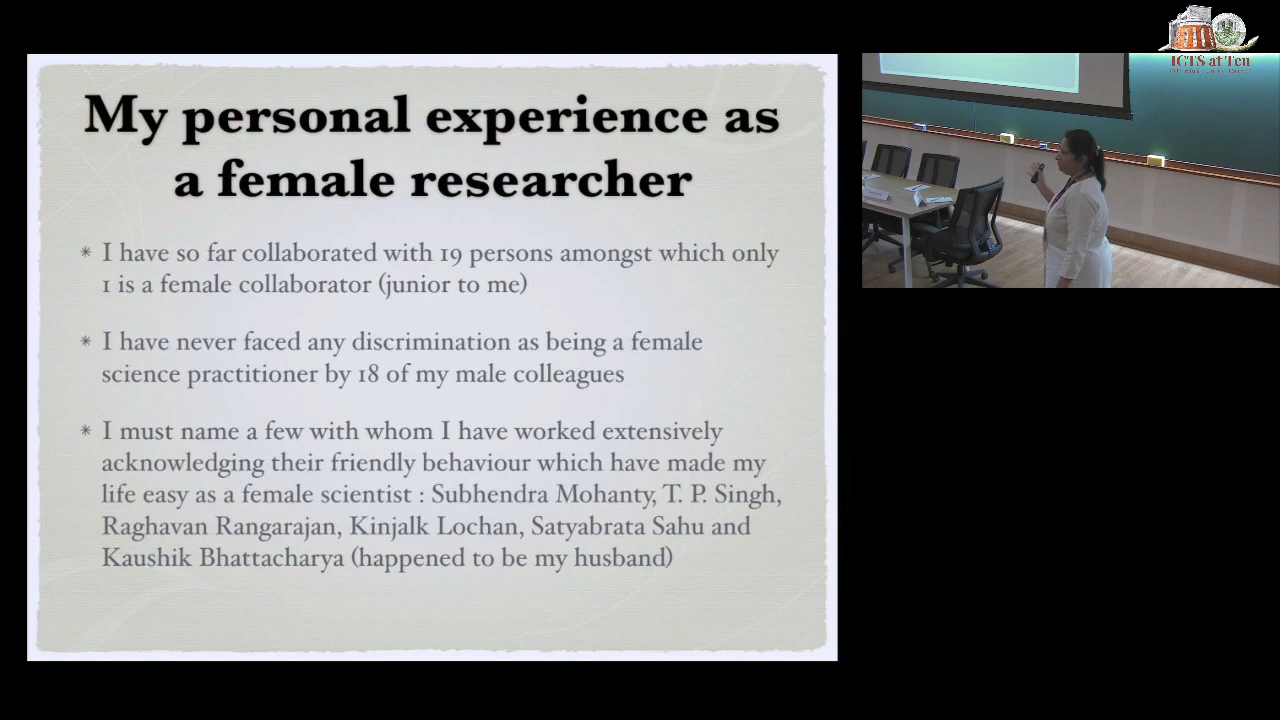 My personal experience as
a female researcher
* I have so far collaborated with 19 persons amongst which only
1 is a female collaborator (junior to me)
* I have never faced any discrimination as being a female
science practitioner by 18 of my male colleagues
* I must name a few with whom I have worked extensively
acknowledging their friendly behaviour which have made my
life easy as a female scientist : Subhendra Mohanty, T. P. Singh,
Raghavan Rangarajan, Kinjalk Lochan, Satyabrata Sahu and
Kaushik Bhattacharya (happened to be my husband)
ICTS at Ten